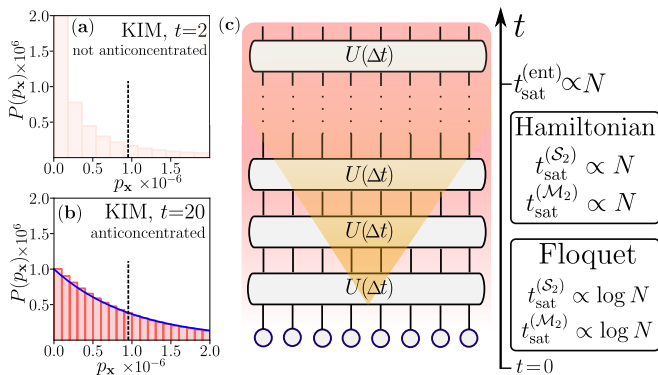 (a) KIM, t=2
not anticoncentrated
P(p_x)×10^6
2.0
1.5
1.0
0.5
0.0 0.5 1.5
p_x ×10^-6
(b) KIM, t=20
anticoncentrated
P(p_x)×10^6
2.0
1.5
1.0
0.5
0.0 0.5 1.0 1.5 2.0
p_x ×10^-6
(c)
U(Δt)
U(Δt)
U(Δt)
U(Δt)
t
t_sat^(ent) ∝ N
Hamiltonian
t_sat^(S_2) ∝ N
t_sat^(M_2) ∝ N
Floquet
t_sat^(S_2) ∝ log N
t_sat^(M_2) ∝ log N
t=0